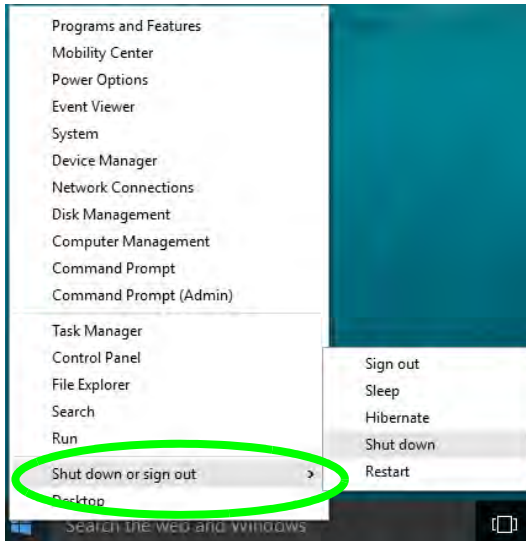 Programs and Features
Mobility Center
Power Options
Event Viewer
System
Device Manager
Network Connections
Disk Management
Computer Management
Command Prompt
Command Prompt (Admin)
Task Manager
Control Panel
File Explorer
Search
Run
Shut down or sign out
Desktop
Sign out
Sleep
Hibernate
Shut down
Restart
Search the web and Windows